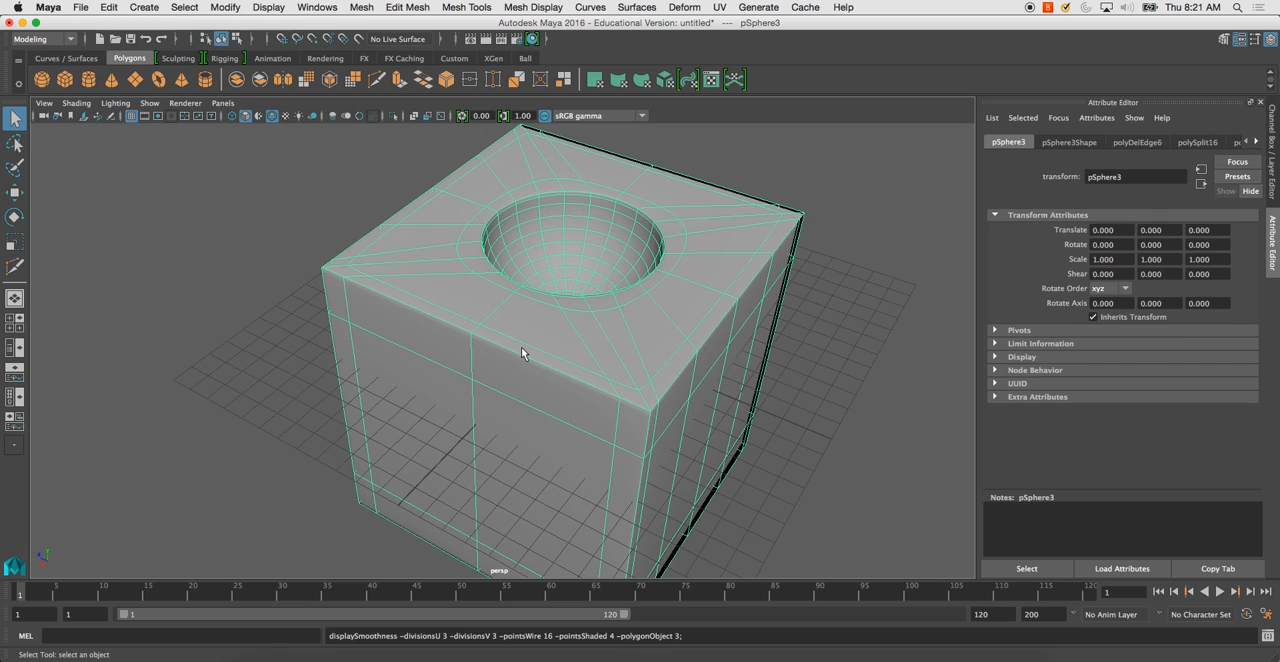 Maya File Edit Create Select Modify Display Windows Mesh Edit Mesh Mesh Tools Mesh Display Curves Surfaces Deform UV Generate Cache Help Thu 8:21 AM
Autodesk Maya 2016 - Educational Version: untitled* --- pSphere3
Modeling No Live Surface
Curves / Surfaces Polygons Sculpting Rigging Animation Rendering FX FX Caching Custom XGen Ball
View Shading Lighting Show Renderer Panels
0.00 1.00 sRGB gamma
persp
Attribute Editor
List Selected Focus Attributes Show Help
pSphere3 pSphere3Shape polyDelEdge6 polySplit16
Focus
transform: pSphere3 Presets
Show Hide
Transform Attributes
Translate 0.000 0.000 0.000
Rotate 0.000 0.000 0.000
Scale 1.000 1.000 1.000
Shear 0.000 0.000 0.000
Rotate Order xyz
Rotate Axis 0.000 0.000 0.000
Inherits Transform
Pivots
Limit Information
Display
Node Behavior
UUID
Extra Attributes
Notes: pSphere3
Select Load Attributes Copy Tab
Channel Box / Layer Editor
Attribute Editor
1 5 10 15 20 25 30 35 40 45 50 55 60 65 70 75 80 85 90 95 100 105 110 115 120 1
1 1 1 120 120 200 No Anim Layer No Character Set
MEL displaySmoothness -divisionsU 3 -divisionsV 3 -pointsWire 16 -pointsShaded 4 -polygonObject 3;
Select Tool: select an object